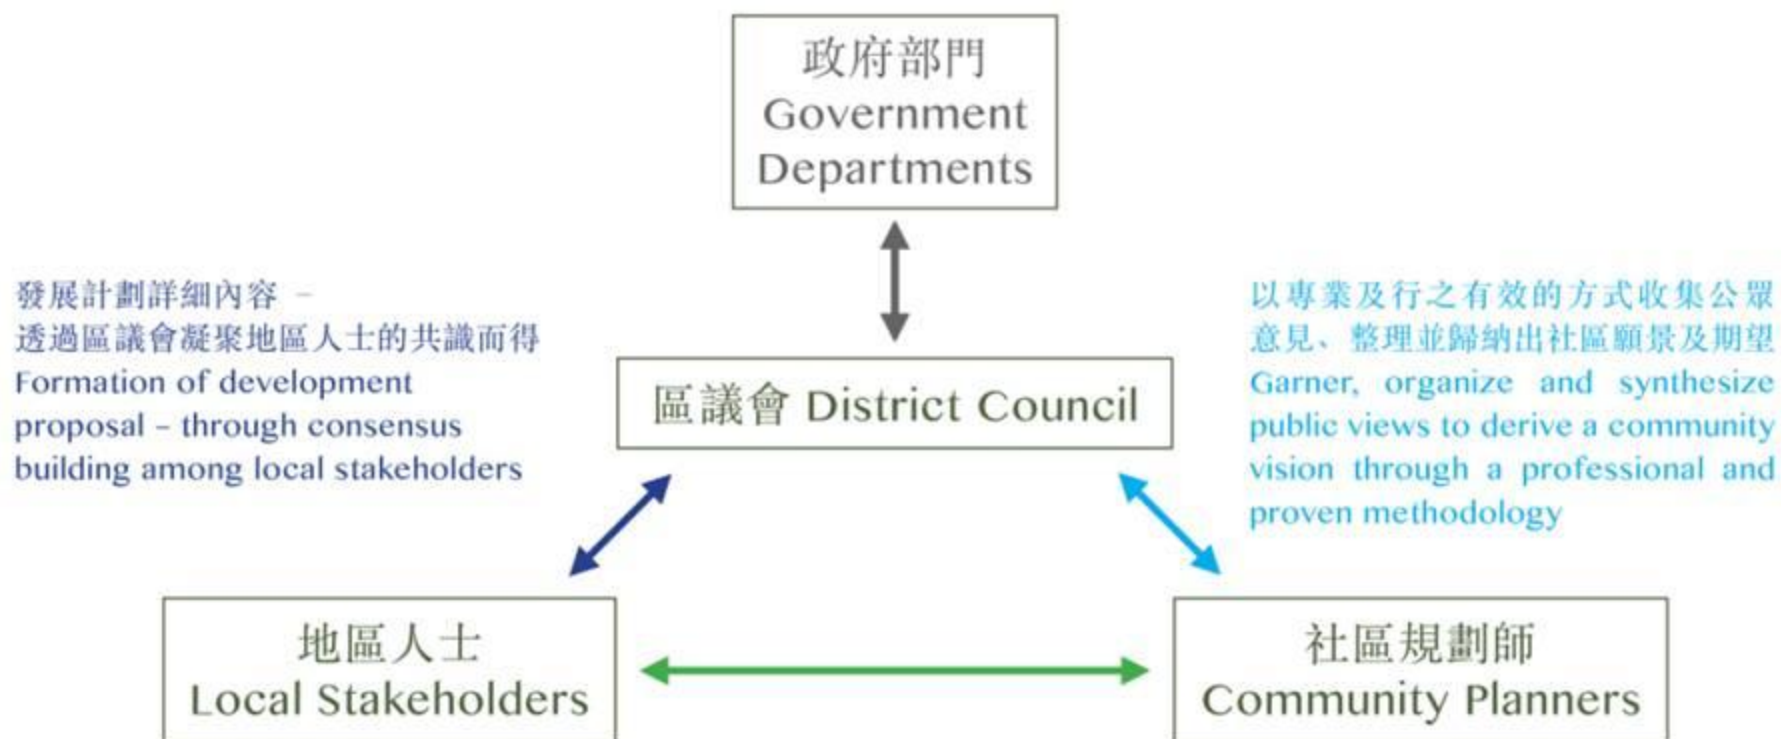 政府部門
Government
Departments
發展計劃詳細內容 –
透過區議會凝聚地區人士的共識而得
Formation of development
proposal – through consensus
building among local stakeholders
區議會 District Council
以專業及行之有效的方式收集公眾
意見、整理並歸納出社區願景及期望
Garner, organize and synthesize
public views to derive a community
vision through a professional and
proven methodology
地區人士
Local Stakeholders
社區規劃師
Community Planners